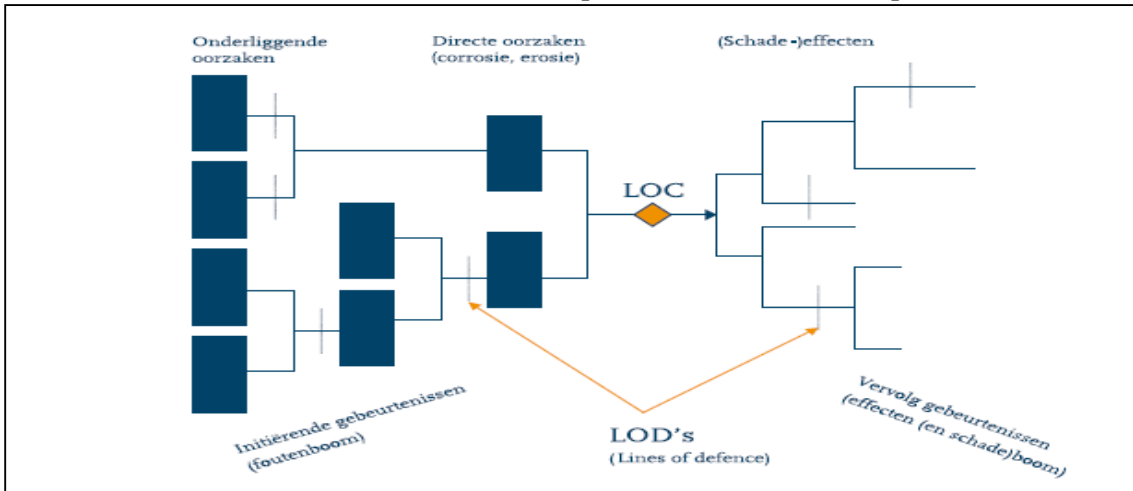 Onderliggende
oorzaken
Directe oorzaken
(corrosie, erosie)
(Schade-)effecten
LOC
Initiërende gebeurtenissen
(foutenboom)
LOD's
(Lines of defence)
Vervolg gebeurtenissen
(effecten (en schade)boom)